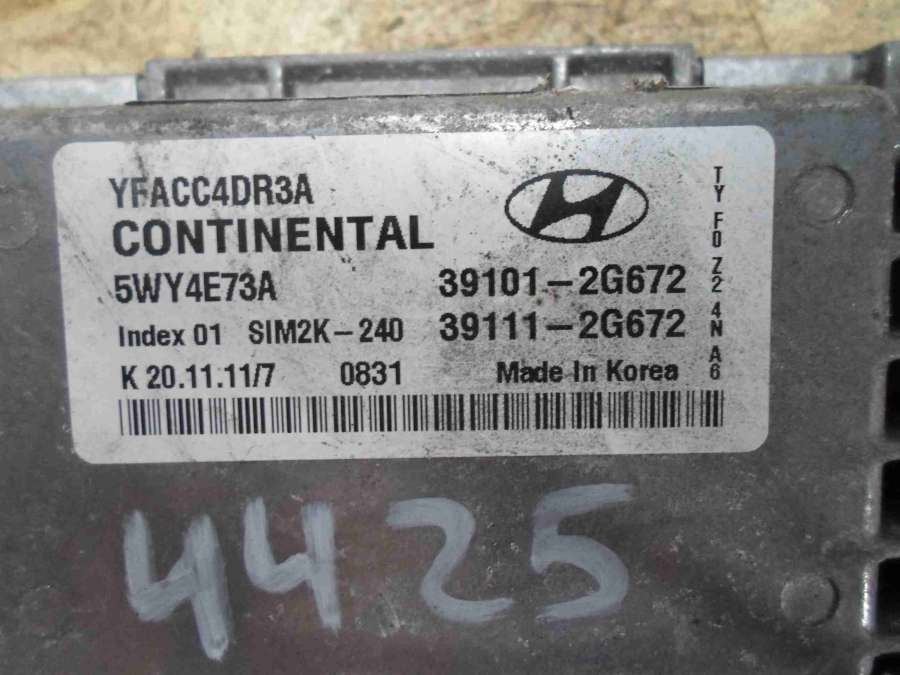 YFACC4DR3A
CONTINENTAL
5WY4E73A 39101-2G672
Index 01 SIM2K-240 39111-2G672
K 20.11.11/7 0831 Made In Korea
TY F0 Z2 4N A6
4425